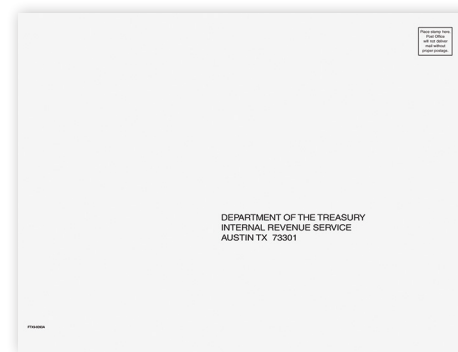 Place stamp here.
Post Office
will not deliver
mail without
proper postage.
DEPARTMENT OF THE TREASURY
INTERNAL REVENUE SERVICE
AUSTIN TX  73301